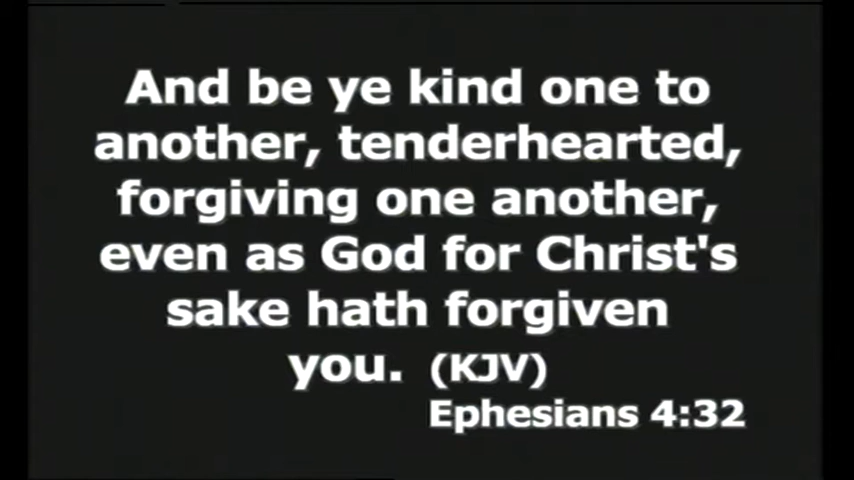 And be ye kind one to
another, tenderhearted,
forgiving one another,
even as God for Christ's
sake hath forgiven
you. (KJV)
Ephesians 4:32